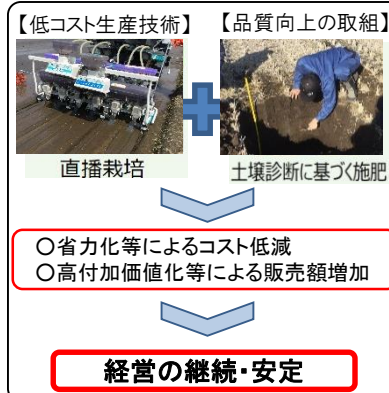 【低コスト生産技術】
【品質向上の取組】
直播栽培
土壌診断に基づく施肥
○省力化等によるコスト低減
○高付加価値化等による販売額増加
経営の継続・安定